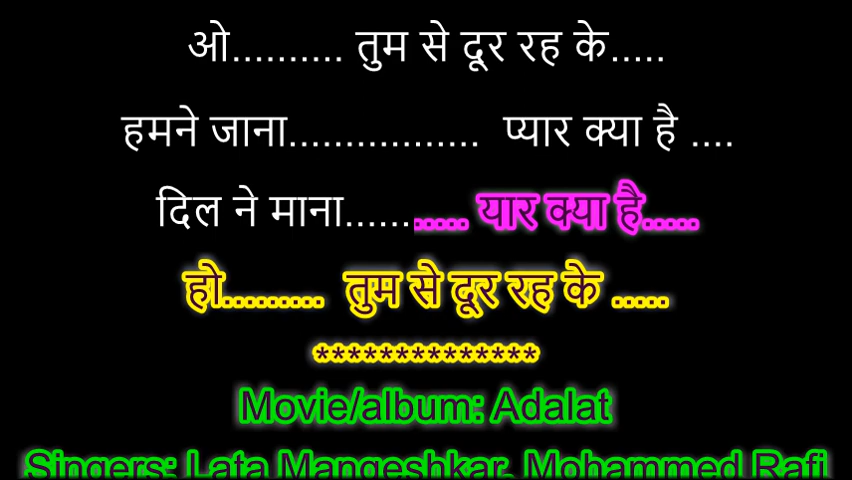 ओ.......... तुम से दूर रह के.....
हमने जाना................. प्यार क्या है ....
दिल ने माना........... यार क्या है.....
हो.......... तुम से दूर रह के .....
**************
Movie/album: Adalat
Singers: Lata Mangeshkar, Mohammed Rafi